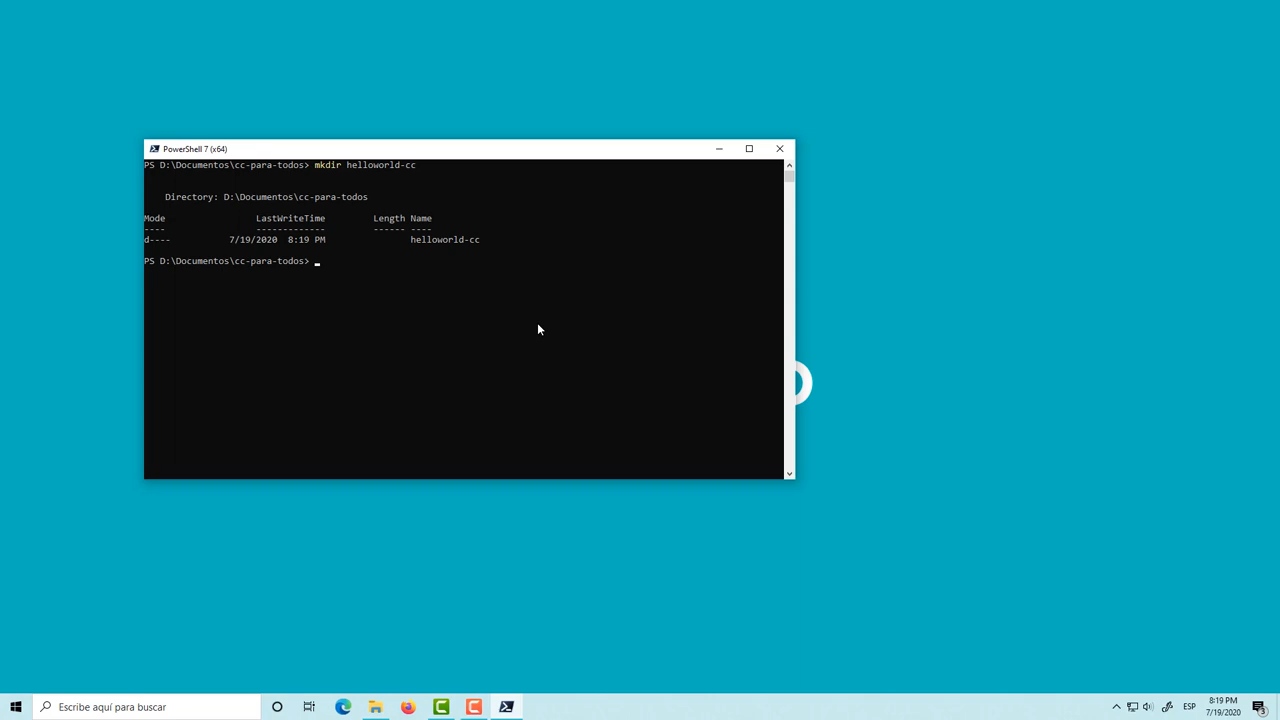 PowerShell 7 (x64)
PS D:\Documentos\cc-para-todos> mkdir helloworld-cc
Directory: D:\Documentos\cc-para-todos
Mode LastWriteTime Length Name
---- ------------- ------ ----
d---- 7/19/2020 8:19 PM helloworld-cc
PS D:\Documentos\cc-para-todos>
Escribe aquí para buscar
ESP
8:19 PM
7/19/2020
3